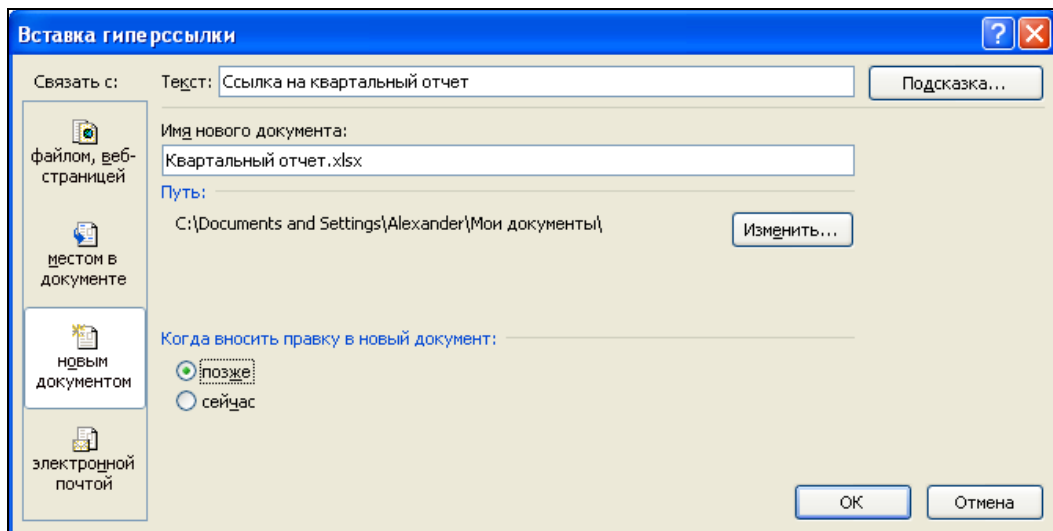 Вставка гиперссылки
Связать с:
Текст: Ссылка на квартальный отчет
Подсказка...
файлом, веб-
страницей
местом в
документе
новым
документом
электронной
почтой
Имя нового документа:
Квартальный отчет.xlsx
Путь:
C:\Documents and Settings\Alexander\Мои документы\
Изменить...
Когда вносить правку в новый документ:
позже
сейчас
ОК
Отмена